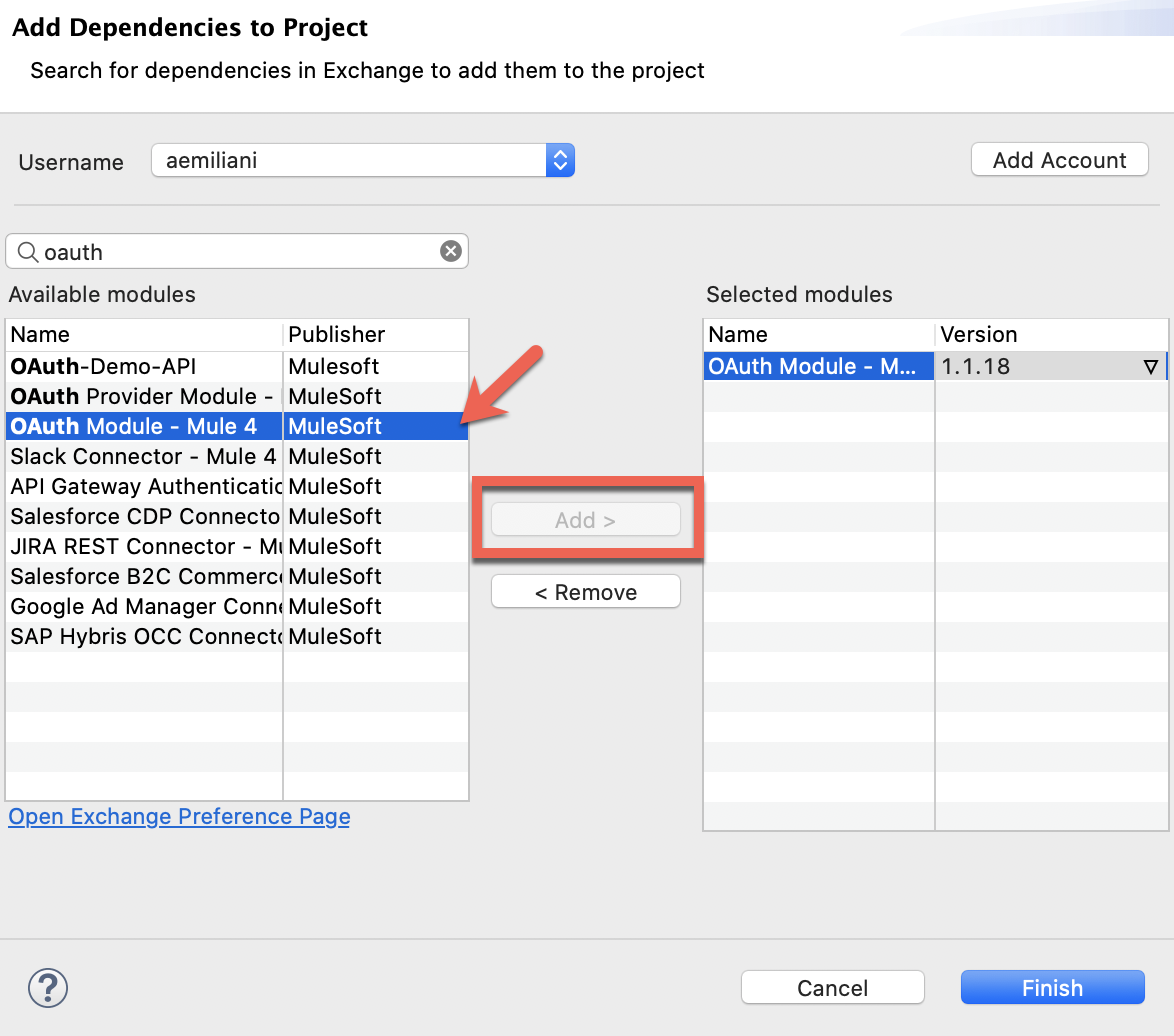 Add Dependencies to Project
Search for dependencies in Exchange to add them to the project
Username aemiliani Add Account
oauth
Available modules
Name Publisher
OAuth-Demo-API Mulesoft
OAuth Provider Module - MuleSoft
OAuth Module - Mule 4 MuleSoft
Slack Connector - Mule 4 MuleSoft
API Gateway Authenticatic MuleSoft
Salesforce CDP Connecto MuleSoft
JIRA REST Connector - Mu MuleSoft
Salesforce B2C Commerc MuleSoft
Google Ad Manager Conne MuleSoft
SAP Hybris OCC Connecto MuleSoft
Open Exchange Preference Page
Add >
< Remove
Selected modules
Name Version
OAuth Module - M... 1.1.18
?
Cancel Finish